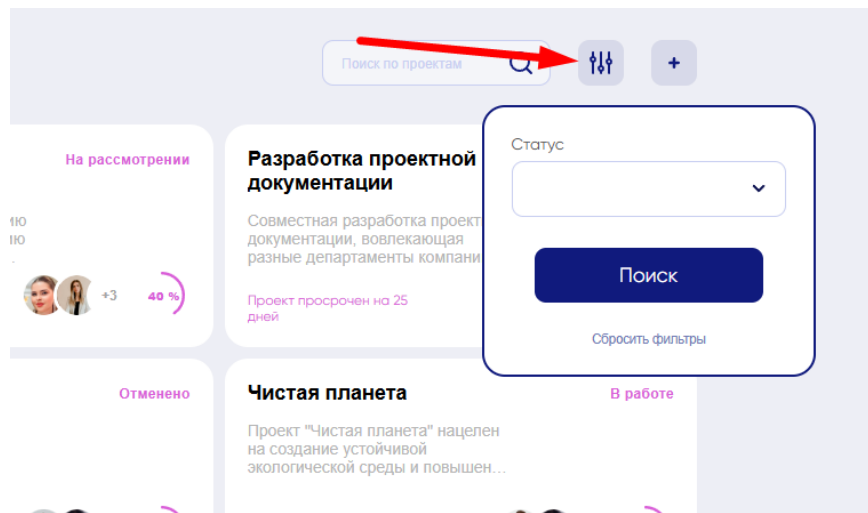 Поиск по проектам
+
Статус
Поиск
Сбросить фильтры
На рассмотрении
ию
ию
.
+3
40 %
Разработка проектной
документации
Совместная разработка проект
документации, вовлекающая
разные департаменты компани
Проект просрочен на 25
дней
Отменено
Чистая планета
В работе
Проект "Чистая планета" нацелен
на создание устойчивой
экологической среды и повышен...